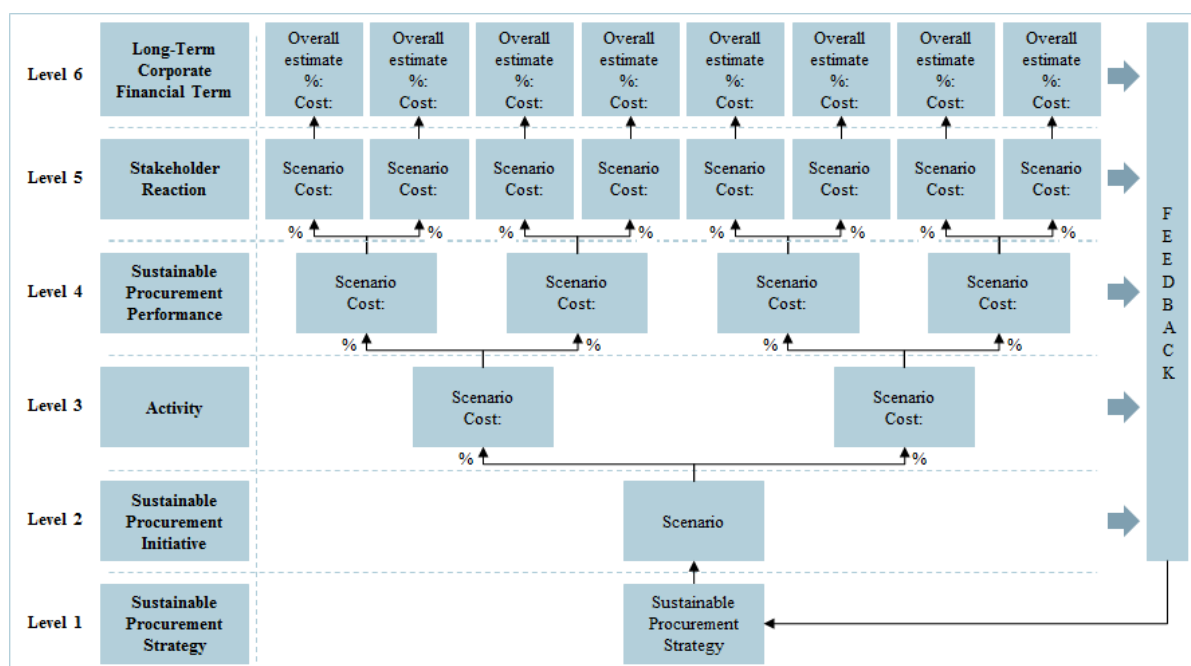 Level 6
Long-Term
Corporate
Financial Term
Overall
estimate
%:
Cost:
Overall
estimate
%:
Cost:
Overall
estimate
%:
Cost:
Overall
estimate
%:
Cost:
Overall
estimate
%:
Cost:
Overall
estimate
%:
Cost:
Overall
estimate
%:
Cost:
Overall
estimate
%:
Cost:
Level 5
Stakeholder
Reaction
Scenario
Cost:
Scenario
Cost:
Scenario
Cost:
Scenario
Cost:
Scenario
Cost:
Scenario
Cost:
Scenario
Cost:
Scenario
Cost:
% % % % % % % %
Level 4
Sustainable
Procurement
Performance
Scenario
Cost:
Scenario
Cost:
Scenario
Cost:
Scenario
Cost:
% % % %
Level 3
Activity
Scenario
Cost:
Scenario
Cost:
% %
Level 2
Sustainable
Procurement
Initiative
Scenario
Level 1
Sustainable
Procurement
Strategy
Sustainable
Procurement
Strategy
F
E
E
D
B
A
C
K